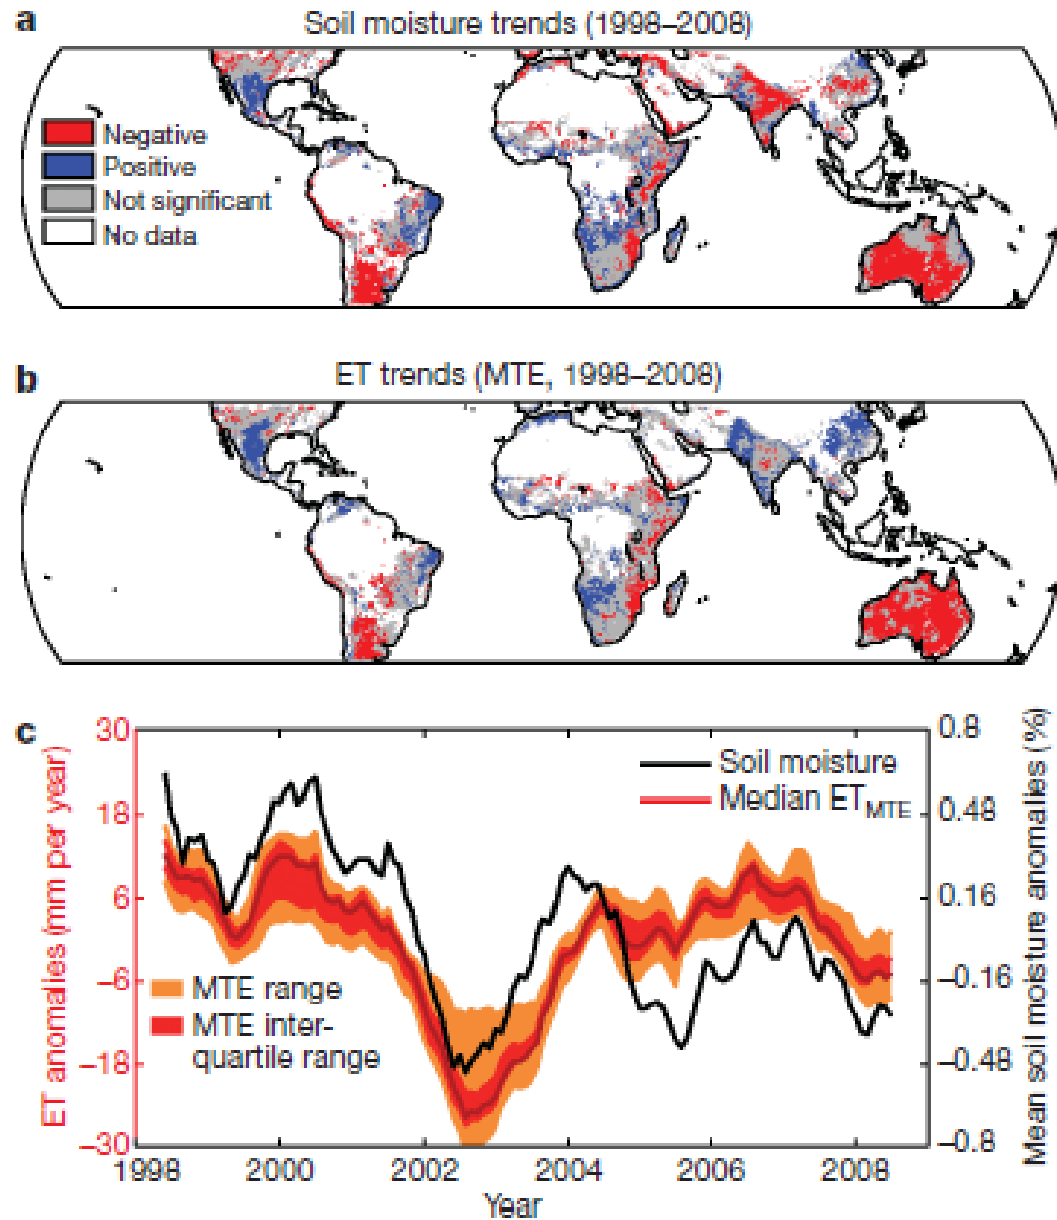 a
Soil moisture trends (1998–2008)
Negative
Positive
Not significant
No data
b
ET trends (MTE, 1998–2008)
c
ET anomalies (mm per year)
30
18
6
−6
−18
−30
Soil moisture
Median ETMTE
MTE range
MTE inter-
quartile range
0.8
0.48
0.16
−0.16
−0.48
−0.8
Mean soil moisture anomalies (%)
1998
2000
2002
2004
2006
2008
Year